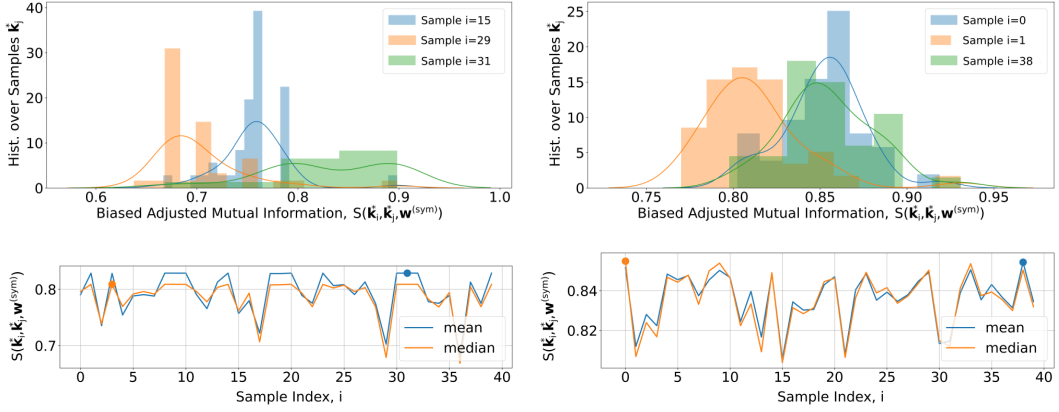 Hist. over Samples k*j
40
30
20
10
0
Sample i=15
Sample i=29
Sample i=31
0.6 0.7 0.8 0.9 1.0
Biased Adjusted Mutual Information, S(k*i,k*j,w(sym))
Hist. over Samples k*j
25
20
15
10
5
0
Sample i=0
Sample i=1
Sample i=38
0.75 0.80 0.85 0.90 0.95
Biased Adjusted Mutual Information, S(k*i,k*j,w(sym))
S(k*i,k*j,w(sym))
0.8
0.7
mean
median
0 5 10 15 20 25 30 35 40
Sample Index, i
S(k*i,k*j,w(sym))
0.84
0.82
mean
median
0 5 10 15 20 25 30 35 40
Sample Index, i